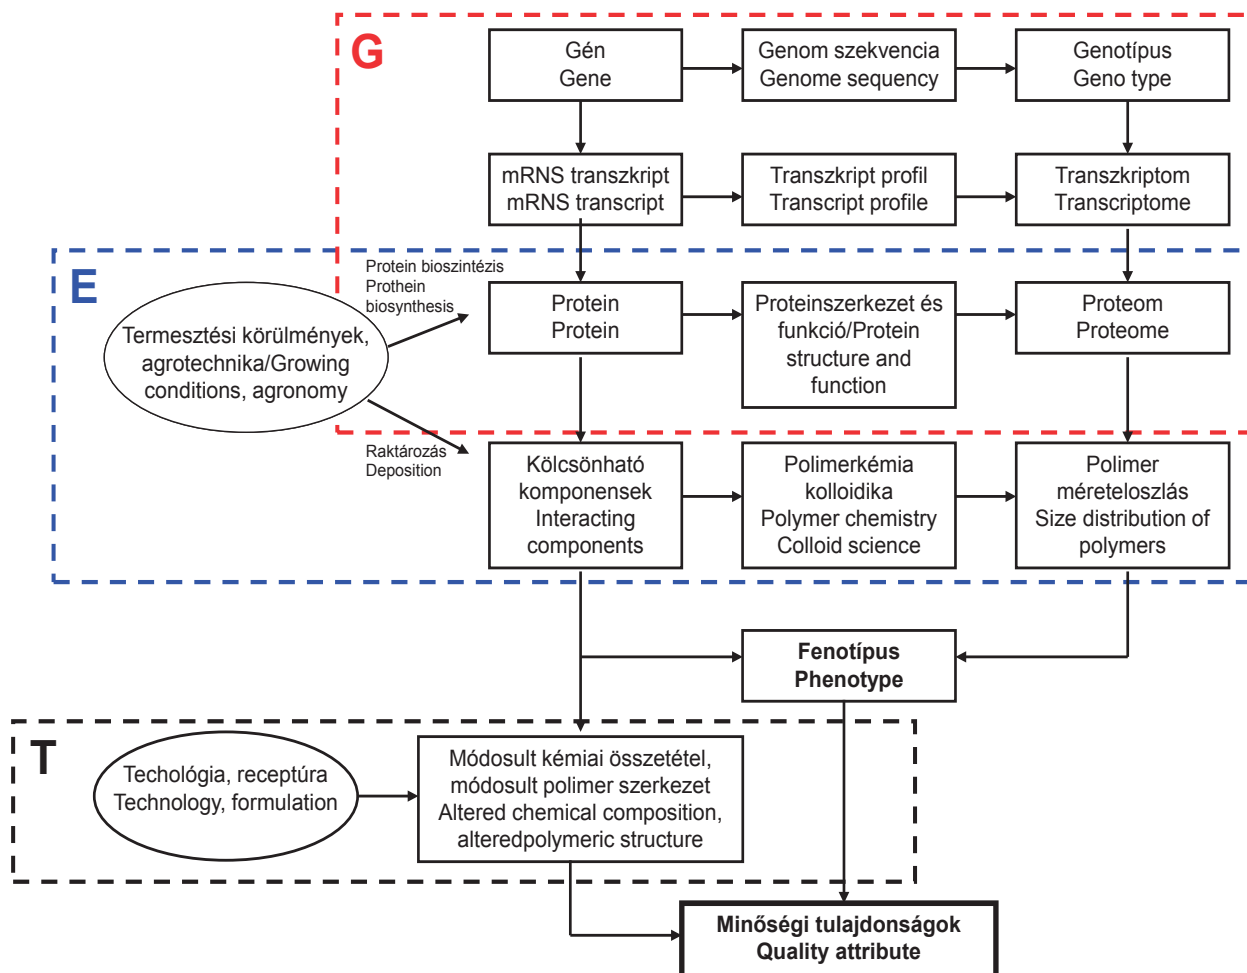 G
Gén
Gene
Genom szekvencia
Genome sequency
Genotípus
Geno type
mRNS transzkript
mRNS transcript
Transzkript profil
Transcript profile
Transzkriptom
Transcriptome
E
Protein bioszintézis
Prothein
biosynthesis
Termesztési körülmények,
agrotechnika/Growing
conditions, agronomy
Protein
Protein
Proteinszerkezet és
funkció/Protein
structure and
function
Proteom
Proteome
Raktározás
Deposition
Kölcsönható
komponensek
Interacting
components
Polimerkémia
kolloidika
Polymer chemistry
Colloid science
Polimer
méreteloszlás
Size distribution of
polymers
Fenotípus
Phenotype
T
Techológia, receptúra
Technology, formulation
Módosult kémiai összetétel,
módosult polimer szerkezet
Altered chemical composition,
alteredpolymeric structure
Minőségi tulajdonságok
Quality attribute